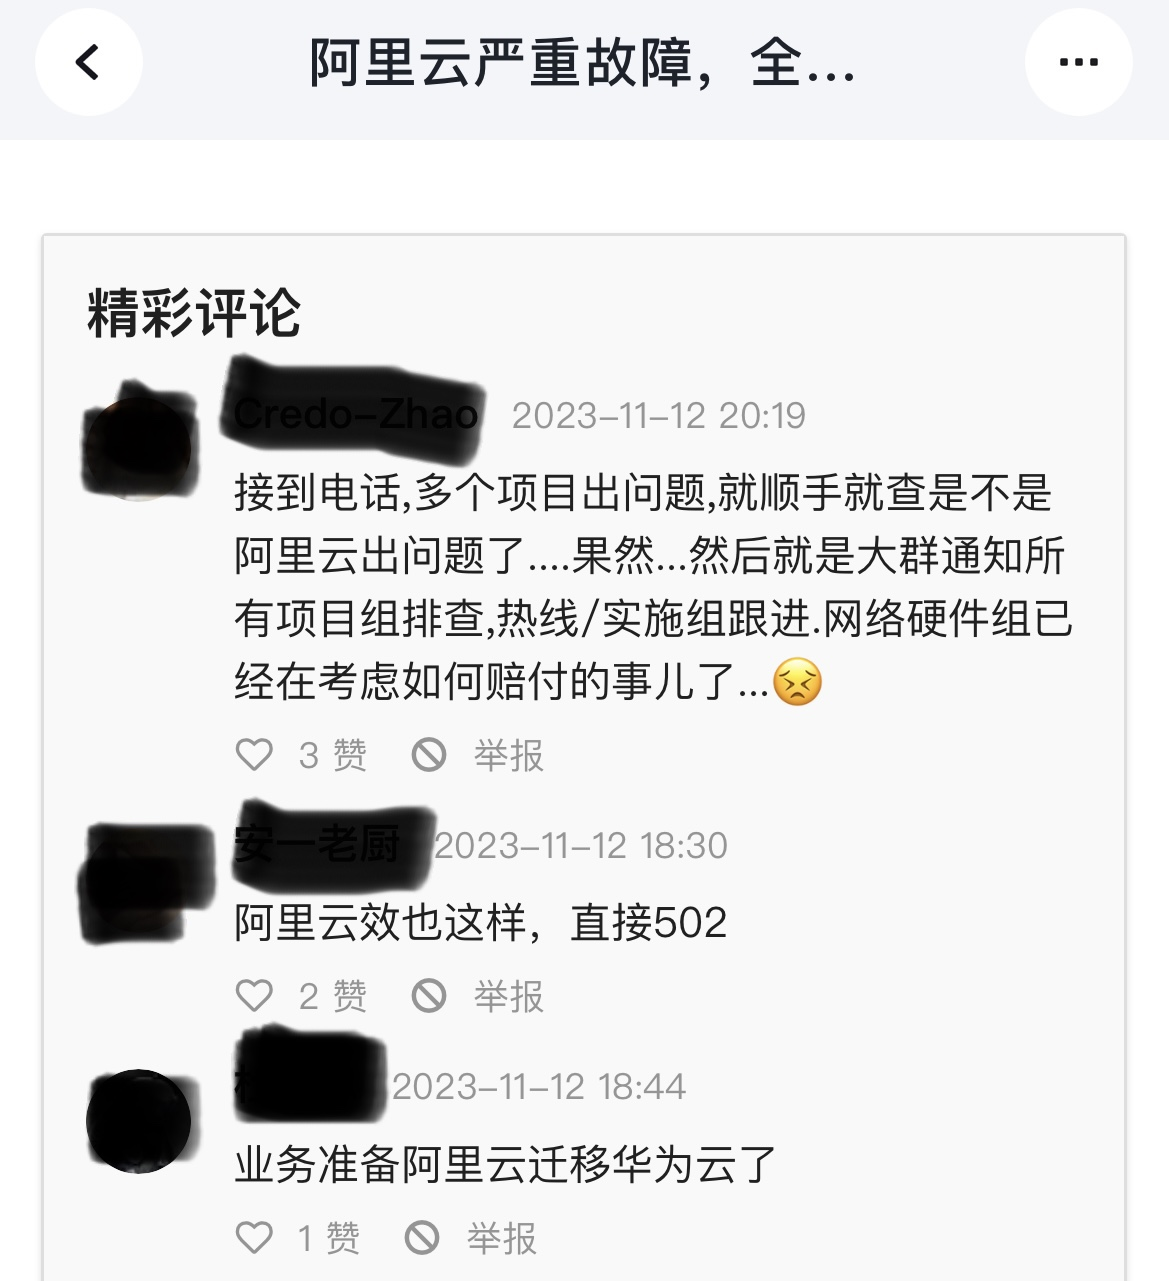 阿里云严重故障，全...
精彩评论
Credo-Zhao 2023-11-12 20:19
接到电话,多个项目出问题,就顺手就查是不是
阿里云出问题了....果然...然后就是大群通知所
有项目组排查,热线/实施组跟进.网络硬件组已
经在考虑如何赔付的事儿了...😣
3 赞 举报
安一老厨 2023-11-12 18:30
阿里云效也这样，直接502
2 赞 举报
2023-11-12 18:44
业务准备阿里云迁移华为云了
1 赞 举报